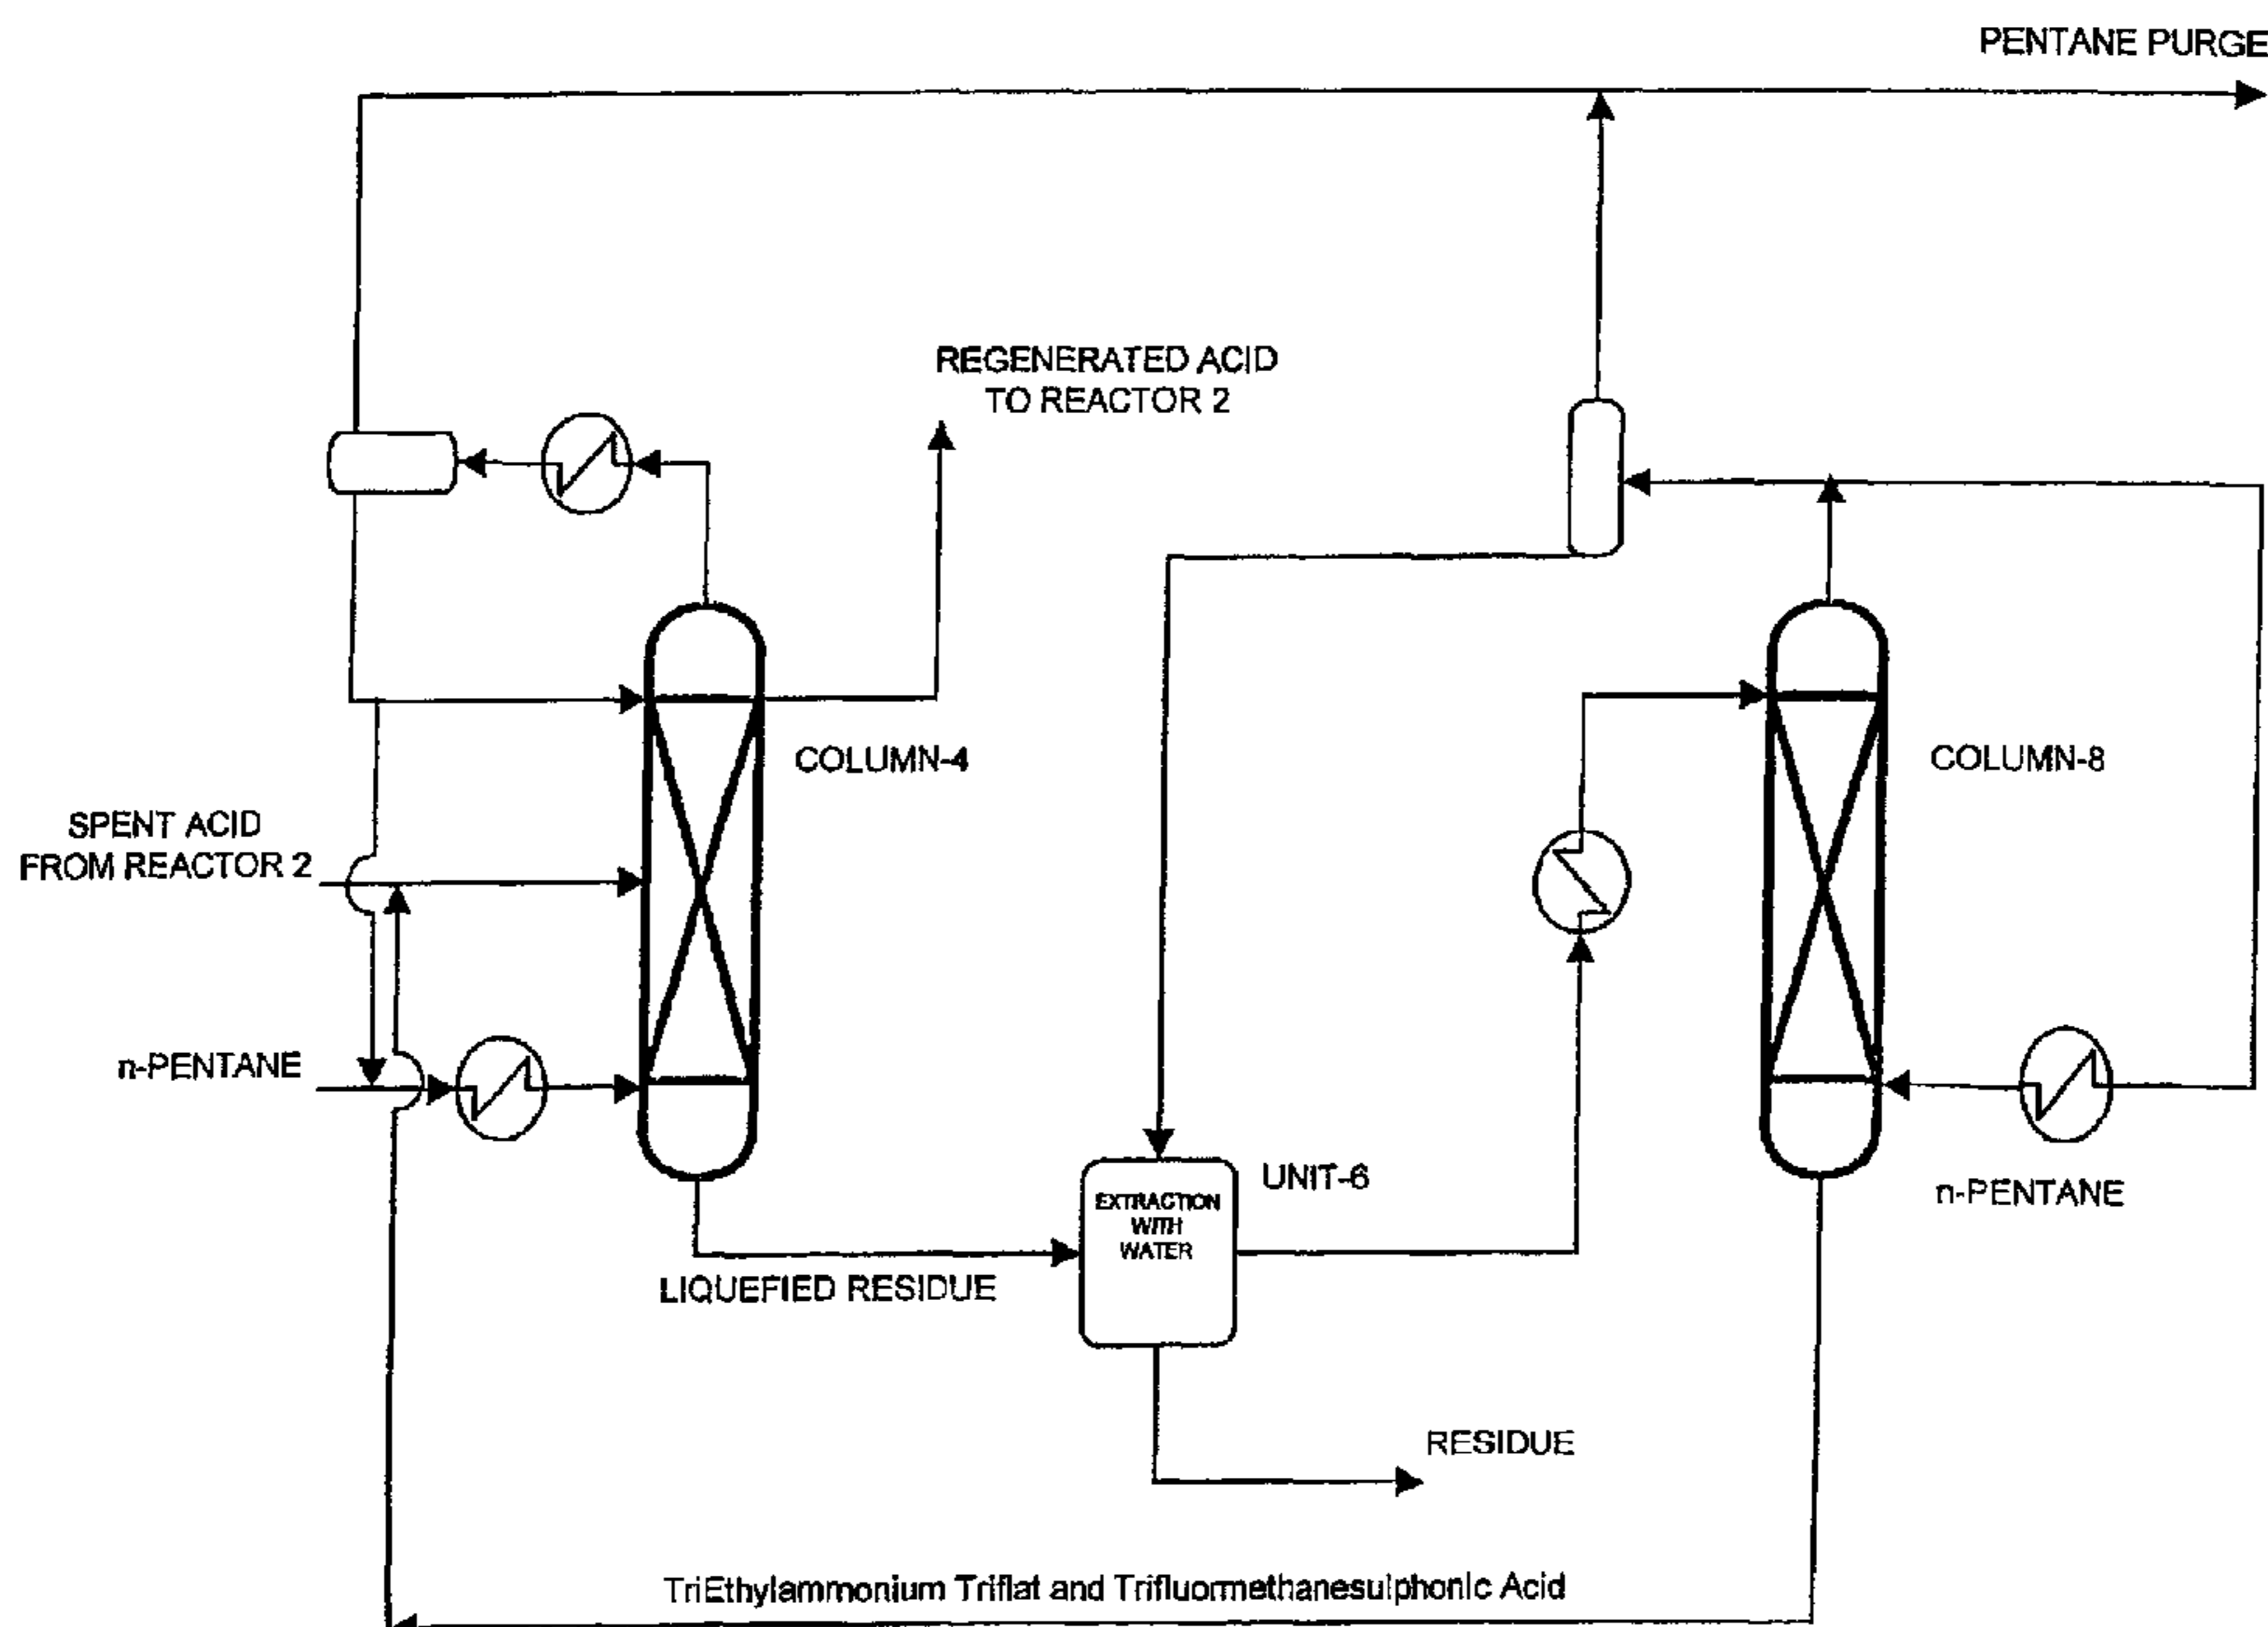 PENTANE PURGE
REGENERATED ACID
TO REACTOR 2
COLUMN-4
COLUMN-8
SPENT ACID
FROM REACTOR 2
n-PENTANE
UNIT-6
EXTRACTION
WITH
WATER
n-PENTANE
LIQUEFIED RESIDUE
RESIDUE
TriEthylammonium Triflat and Trifluormethanesulphonic Acid